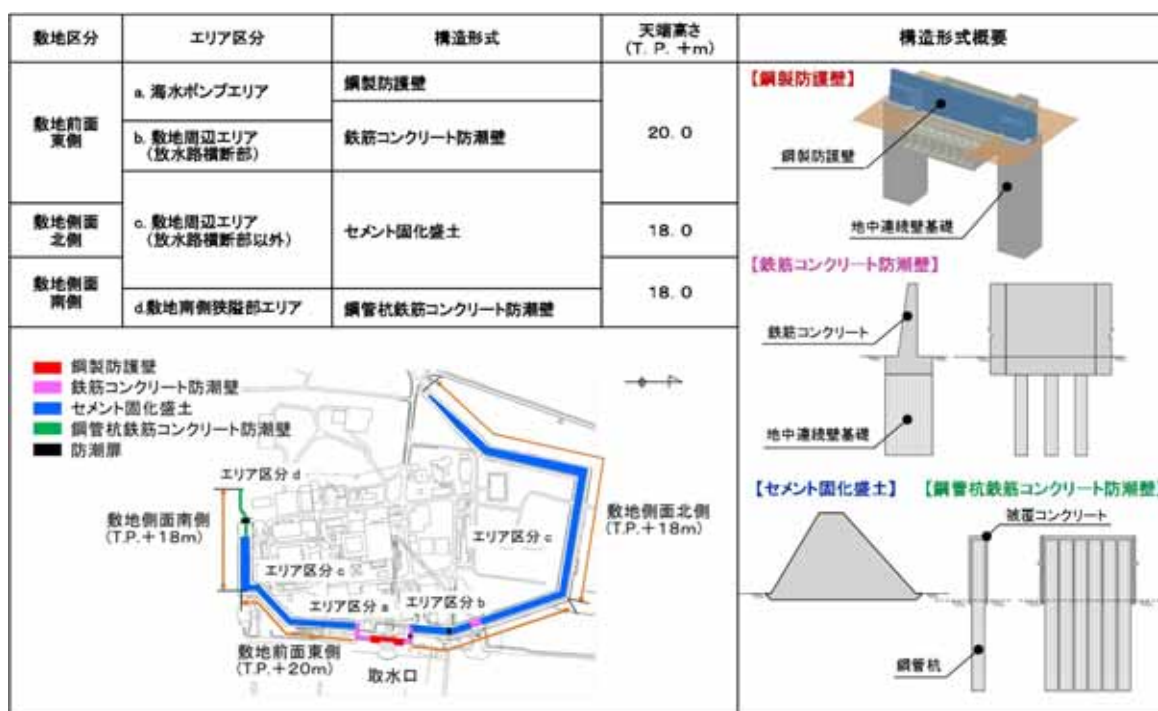 敷地区分
エリア区分
構造形式
天端高さ
(T. P. +m)
構造形式概要
敷地前面
東側
a. 海水ポンプエリア
鋼製防護壁
20. 0
b. 敷地周辺エリア
(放水路横断部)
鉄筋コンクリート防潮壁
c. 敷地周辺エリア
(放水路横断部以外)
セメント固化盛土
敷地側面
北側
18. 0
敷地側面
南側
18. 0
d.敷地南側狭隘部エリア
鋼管杭鉄筋コンクリート防潮壁
【鋼製防護壁】
鋼製防護壁
地中連続壁基礎
【鉄筋コンクリート防潮壁】
鉄筋コンクリート
地中連続壁基礎
【セメント固化盛土】
【鋼管杭鉄筋コンクリート防潮壁】
被覆コンクリート
鋼管杭
鋼製防護壁
鉄筋コンクリート防潮壁
セメント固化盛土
鋼管杭鉄筋コンクリート防潮壁
防潮扉
エリア区分 d
敷地側面南側
(T.P.+18m)
敷地側面北側
(T.P.+18m)
エリア区分 c
エリア区分 c
エリア区分 a
エリア区分 b
敷地前面東側
(T.P.+20m)
取水口